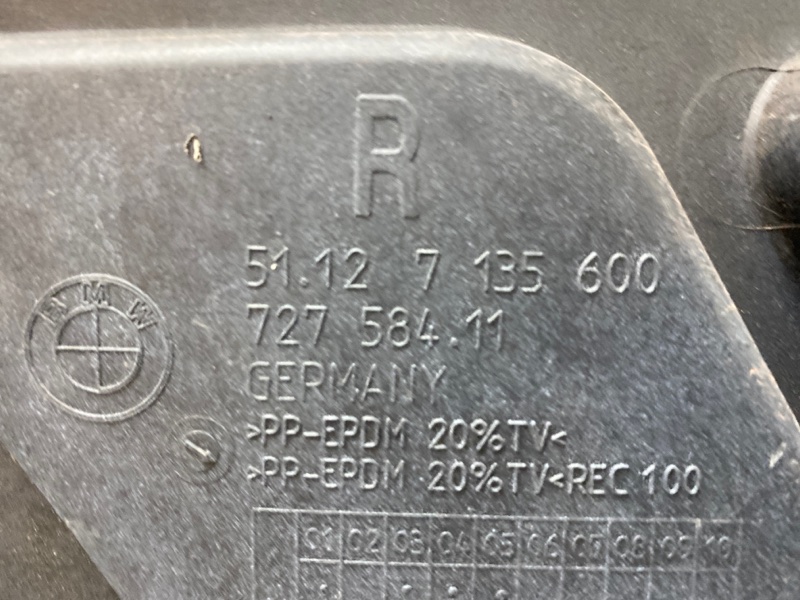 R
51.12 7 135 600
BMW
727 584.11
GERMANY
>PP-EPDM 20%TV<
>PP-EPDM 20%TV<REC 100
01 02 03 04 05 06 07 08 09 10